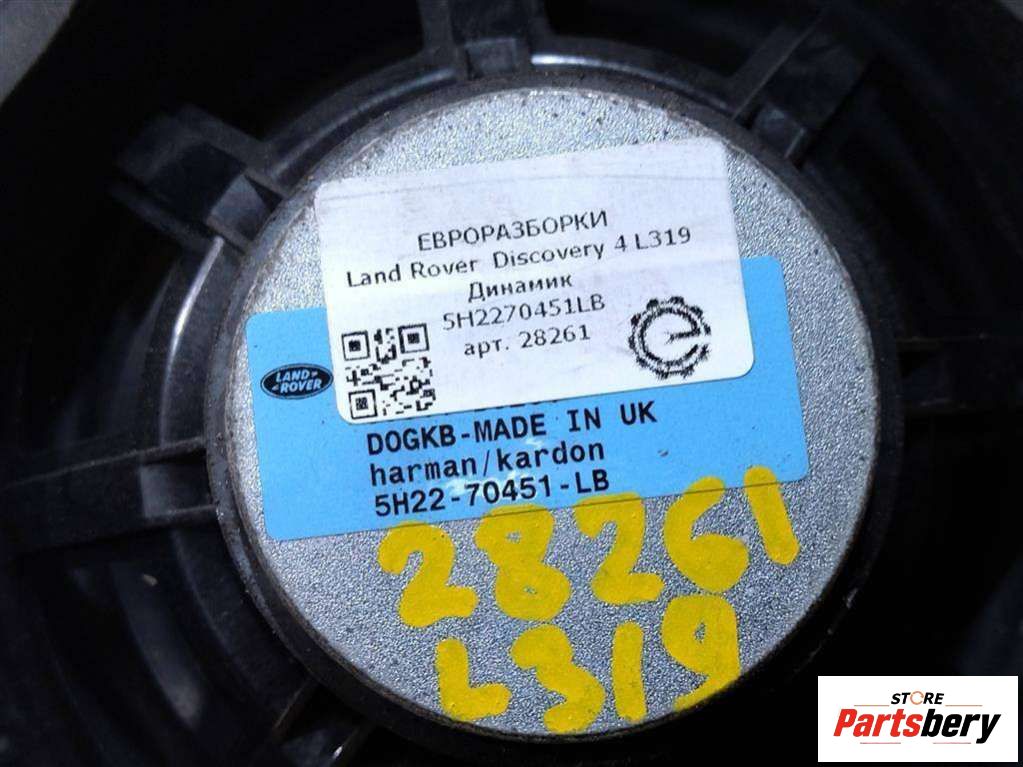 ЕВРОРАЗБОРКИ
Land Rover Discovery 4 L319
Динамик
5H2270451LB
арт. 28261
LAND
ROVER
DOGKB-MADE IN UK
harman/kardon
5H22-70451-LB
28261
L319
STORE
Partsbery